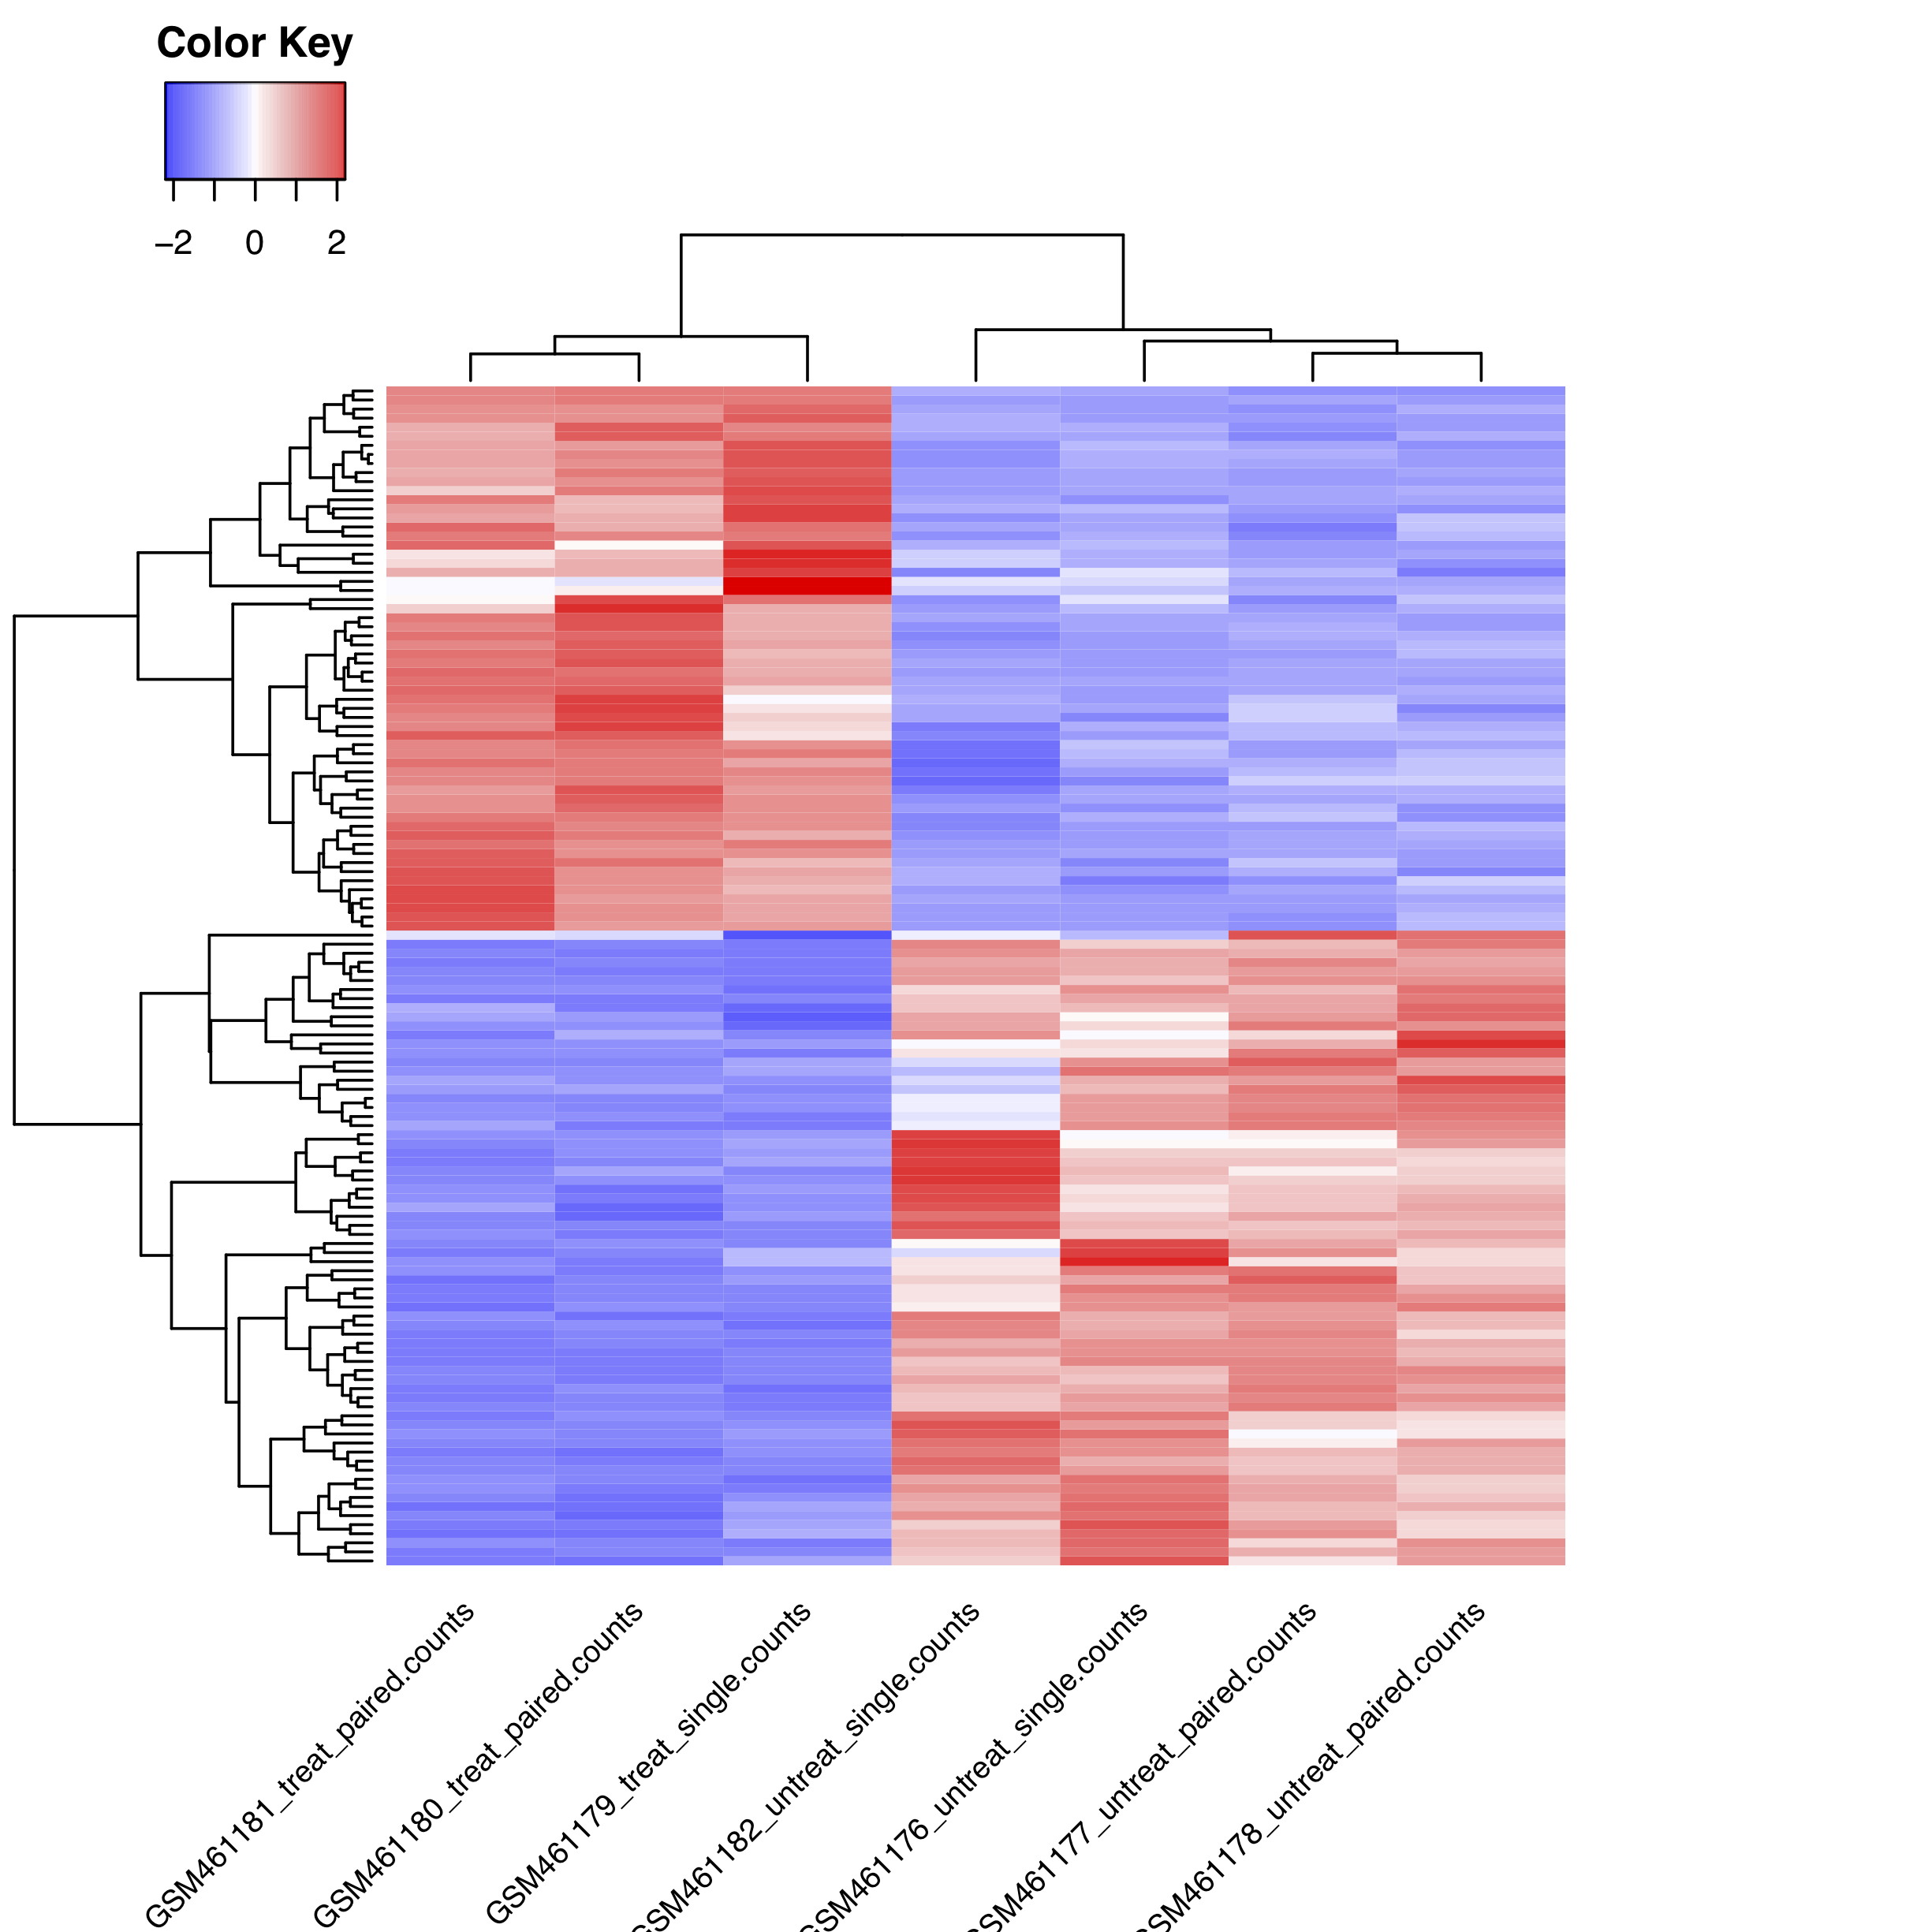 Color Key
−2 0 2
GSM461181_treat_paired.counts
GSM461180_treat_paired.counts
GSM461179_treat_single.counts
GSM461182_untreat_single.counts
GSM461176_untreat_single.counts
GSM461177_untreat_paired.counts
GSM461178_untreat_paired.counts